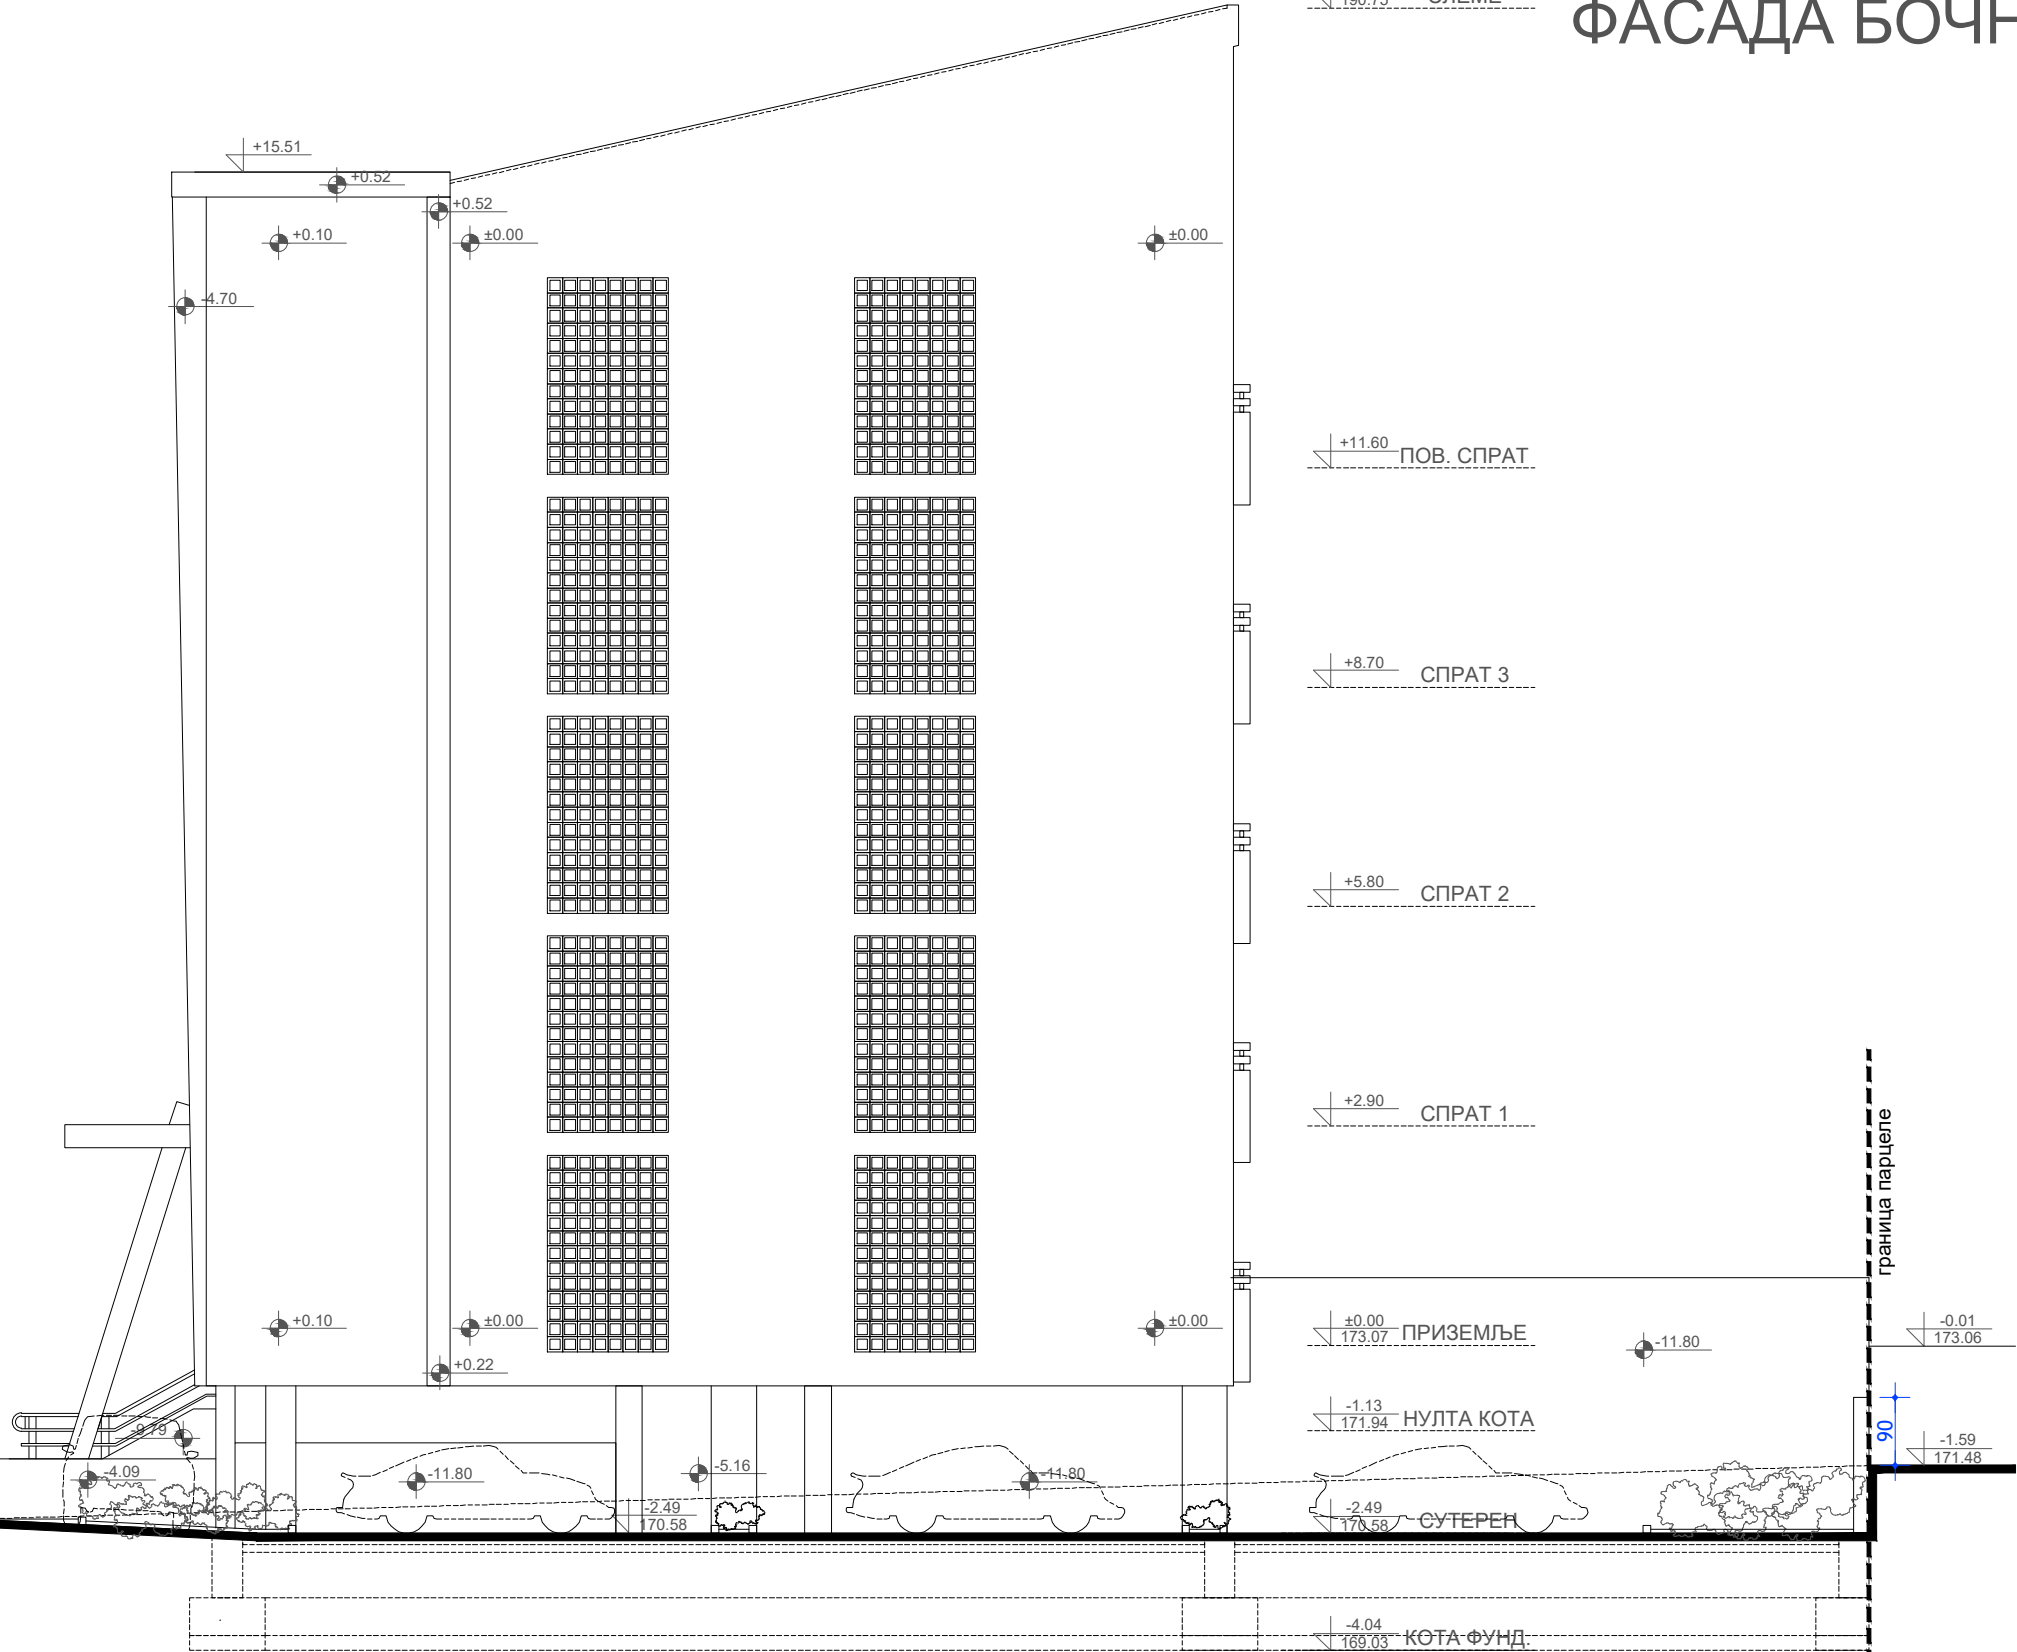 СЛЕМЕ
ФАСАДА БОЧН
+15.51
+0.52
+0.52
+0.10
±0.00
±0.00
-4.70
+11.60 ПОВ. СПРАТ
+8.70 СПРАТ 3
+5.80 СПРАТ 2
+2.90 СПРАТ 1
граница парцеле
+0.10
±0.00
±0.00
±0.00
173.07 ПРИЗЕМЉЕ
-11.80
-0.01
173.06
+0.22
-1.13
171.94 НУЛТА КОТА
90
-1.59
171.48
-9.79
-4.09
-11.80
-5.16
-11.80
-2.49
170.58
-2.49
170.58 СУТЕРЕН
-4.04
169.03 КОТА ФУНД.